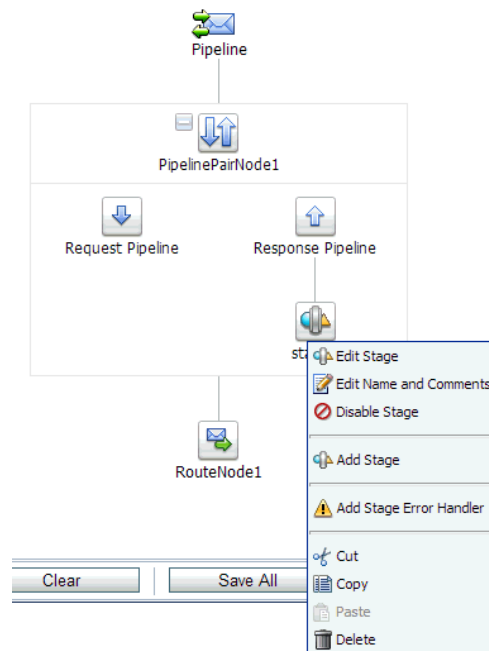 Pipeline
PipelinePairNode1
Request Pipeline
Response Pipeline
Edit Stage
Edit Name and Comments
Disable Stage
RouteNode1
Add Stage
Add Stage Error Handler
Cut
Clear
Save All
Copy
Paste
Delete